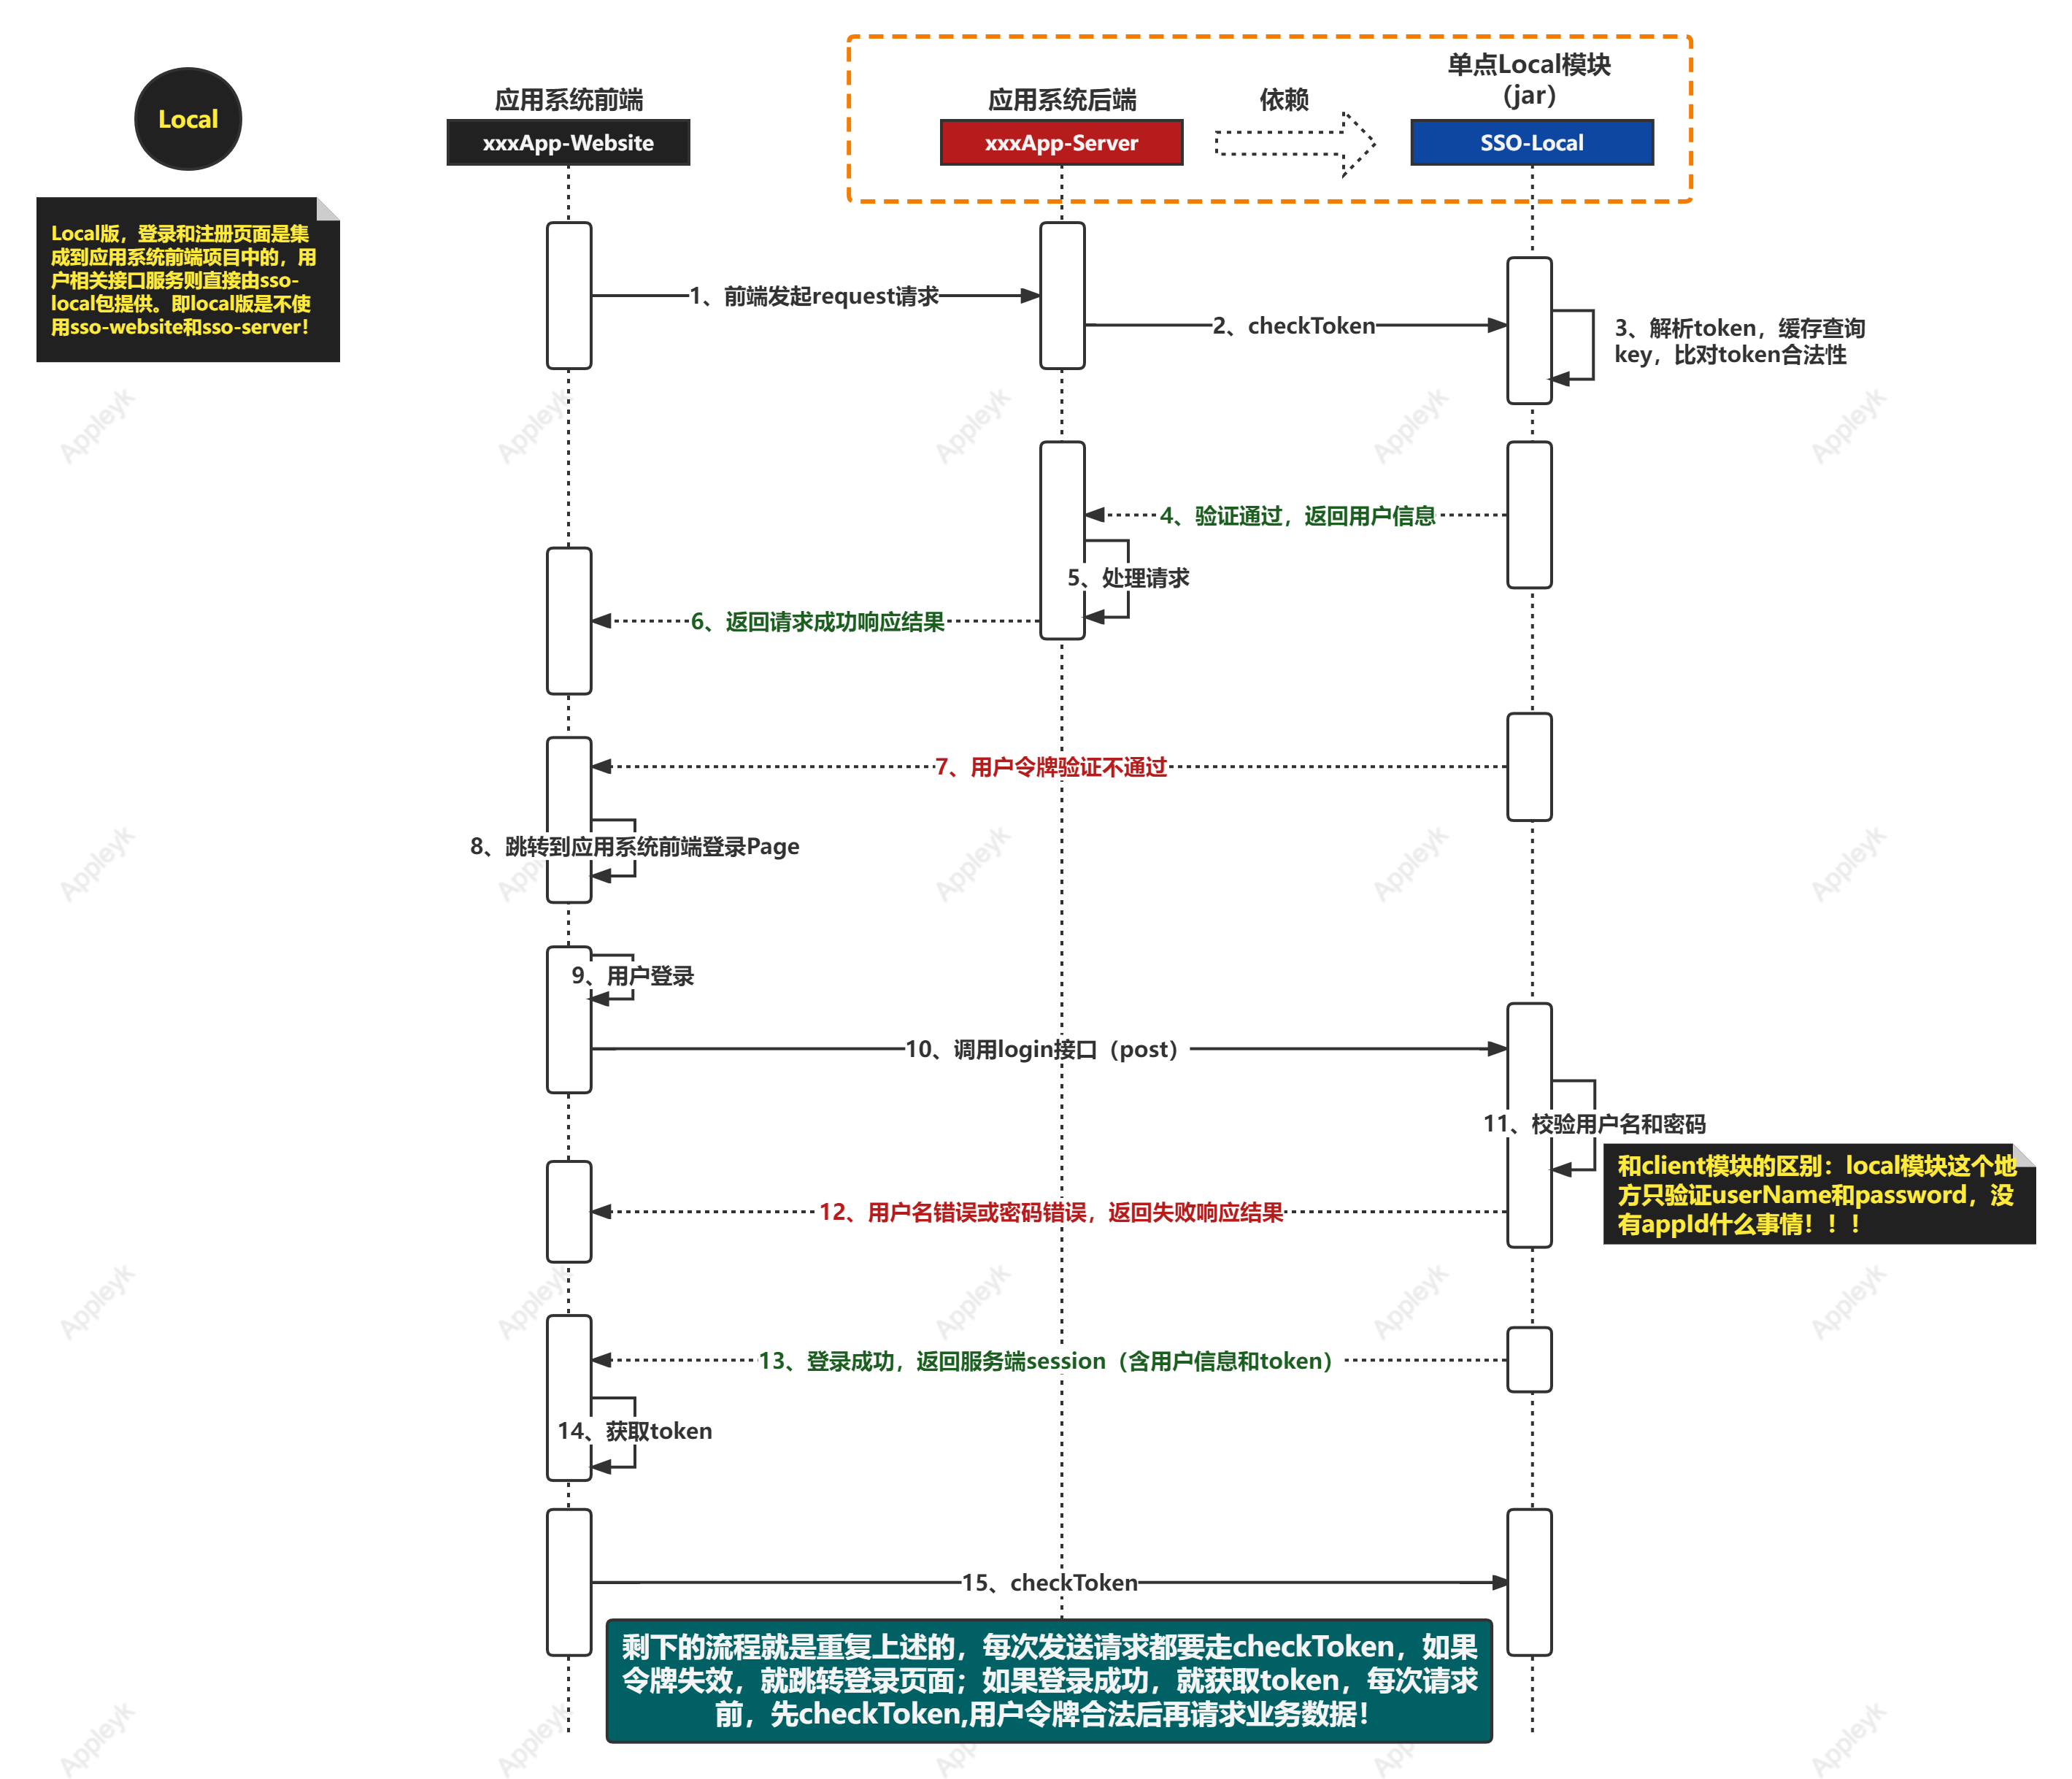 Local
应用系统前端
xxxApp-Website
应用系统后端
xxxApp-Server
依赖
单点Local模块
（jar）
SSO-Local
Local版，登录和注册页面是集
成到应用系统前端项目中的，用
户相关接口服务则直接由sso-
local包提供。即local版是不使
用sso-website和sso-server！
1、前端发起request请求
2、checkToken
3、解析token，缓存查询
key，比对token合法性
Appleyk
Appleyk
Appleyk
Appleyk
Appleyk
4、验证通过，返回用户信息
5、处理请求
6、返回请求成功响应结果
7、用户令牌验证不通过
8、跳转到应用系统前端登录Page
Appleyk
Appleyk
Appleyk
Appleyk
Appleyk
9、用户登录
10、调用login接口（post）
11、校验用户名和密码
和client模块的区别：local模块这个地
方只验证userName和password，没
有appId什么事情！！！
12、用户名错误或密码错误，返回失败响应结果
Appleyk
Appleyk
Appleyk
Appleyk
Appleyk
13、登录成功，返回服务端session（含用户信息和token）
14、获取token
15、checkToken
剩下的流程就是重复上述的，每次发送请求都要走checkToken，如果
令牌失效，就跳转登录页面；如果登录成功，就获取token，每次请求
前，先checkToken,用户令牌合法后再请求业务数据！
Appleyk
Appleyk
Appleyk
Appleyk
Appleyk